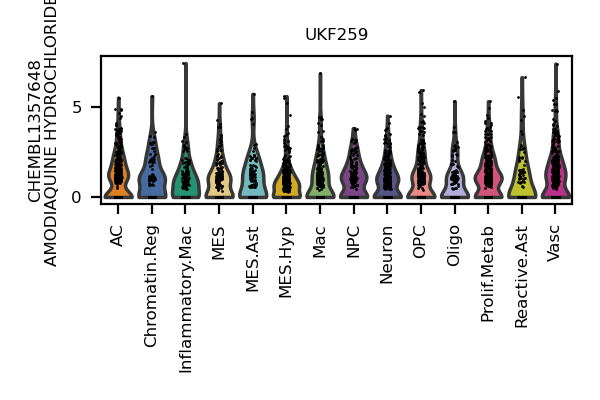 UKF259
CHEMBL1357648
AMODIAQUINE HYDROCHLORIDE
5
0
AC
Chromatin.Reg
Inflammatory.Mac
MES
MES.Ast
MES.Hyp
Mac
NPC
Neuron
OPC
Oligo
Prolif.Metab
Reactive.Ast
Vasc